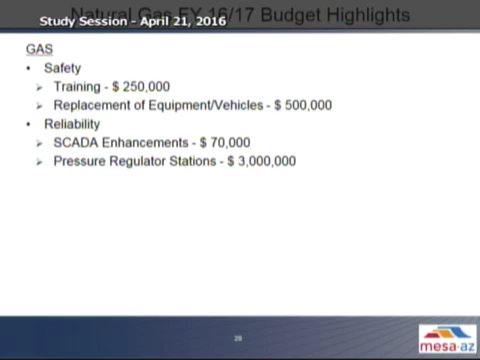 Natural Gas FY 16/17 Budget Highlights
Study Session - April 21, 2016
GAS
• Safety
➢ Training - $ 250,000
➢ Replacement of Equipment/Vehicles - $ 500,000
• Reliability
➢ SCADA Enhancements - $ 70,000
➢ Pressure Regulator Stations - $ 3,000,000
28
mesa·az